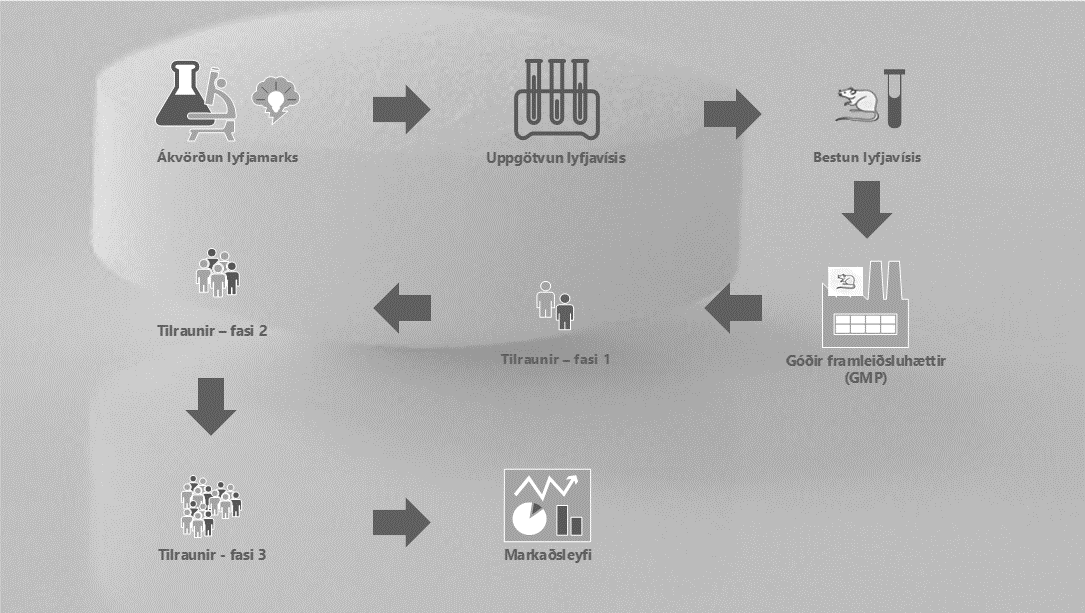 Ákvörðun lyfjamarks
Uppgötvun lyfjavísis
Bestun lyfjavísis
Tilraunir – fasi 2
Tilraunir – fasi 1
Góðir framleiðsluhættir
(GMP)
Tilraunir - fasi 3
Markaðsleyfi